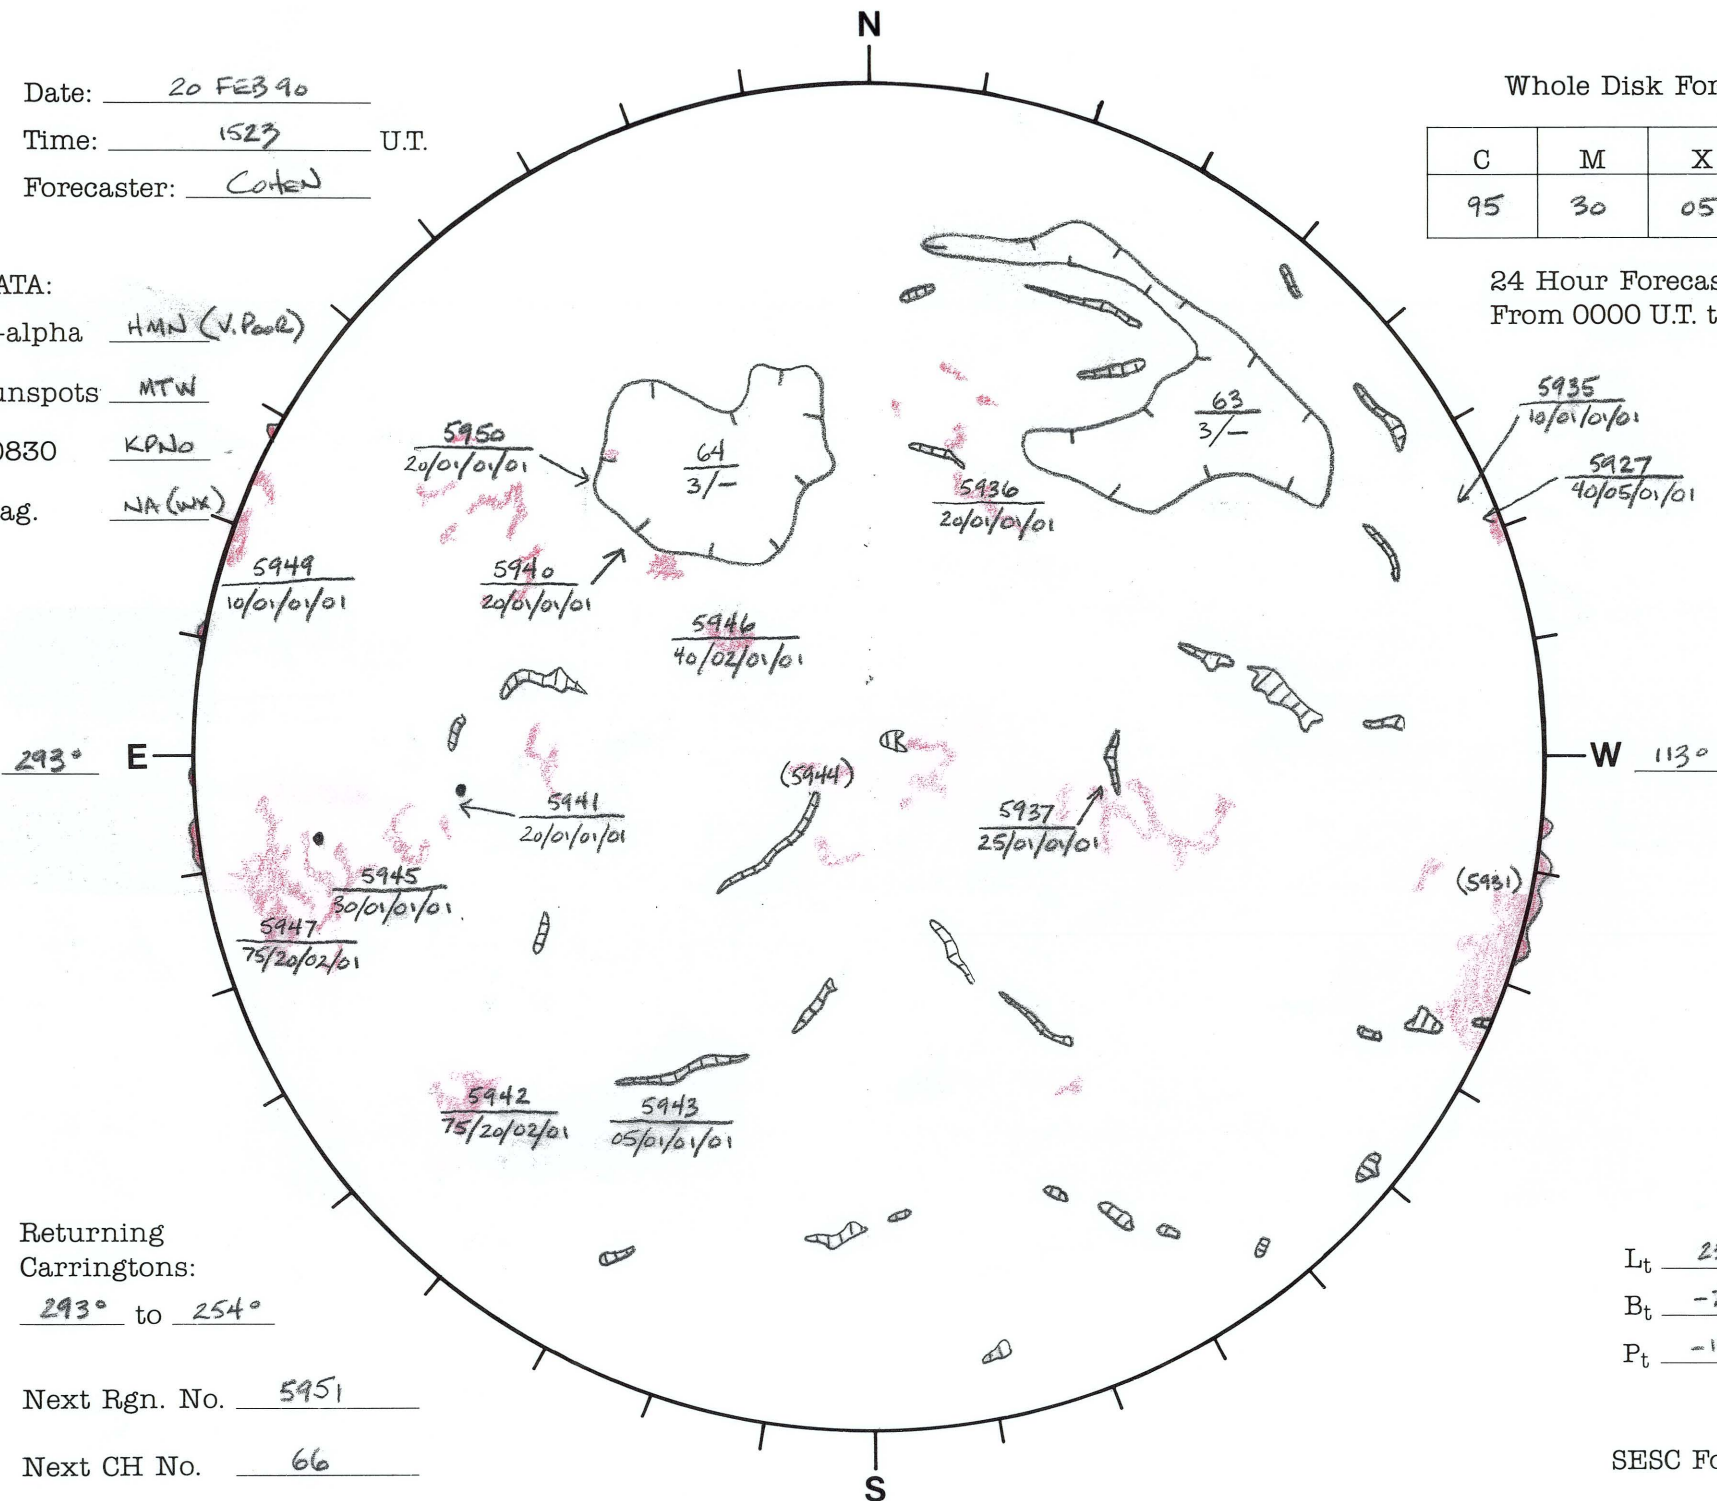 N
Date: 20 FEB 90
Time: 1523 U.T.
Forecaster: COHEN
Whole Disk For
C M X
95 30 05
24 Hour Forecas
From 0000 U.T. t
ATA:
-alpha HMN (V.POOR)
unspots MTW
0830 KPNO
ag. NA (WX)
5935
10/01/01/01
5927
40/05/01/01
63
3/-
64
3/-
5950
20/01/01/01
5936
20/01/01/01
5949
10/01/01/01
5940
20/01/01/01
5946
40/02/01/01
293° E
W 113°
(5944)
5941
20/01/01/01
5937
25/01/01/01
5945
30/01/01/01
(5931)
5947
75/20/02/01
5942
75/20/02/01
5943
05/01/01/01
Returning
Carringtons:
293° to 254°
Next Rgn. No. 5951
Next CH No. 66
Lt 2
Bt -
Pt -1
SESC Fo
S